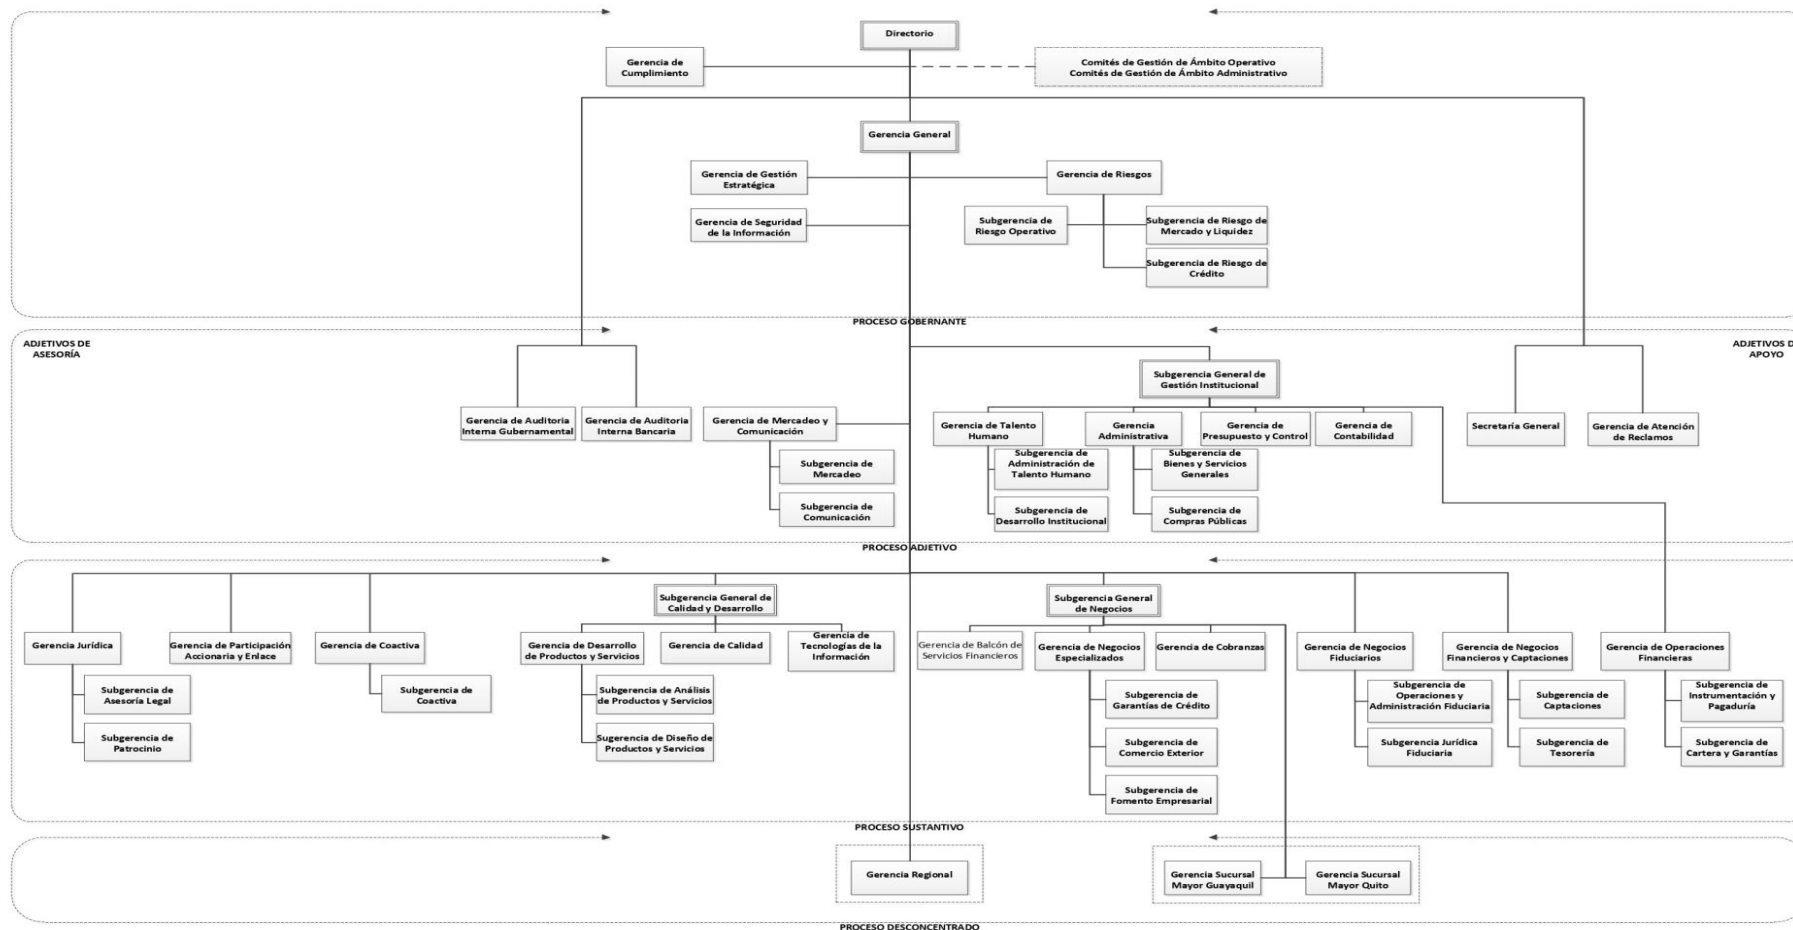 Directorio
Gerencia de
Cumplimiento
Comités de Gestión de Ámbito Operativo
Comités de Gestión de Ámbito Administrativo
Gerencia General
Gerencia de Gestión
Estratégica
Gerencia de Riesgos
Gerencia de Seguridad
de la Información
Subgerencia de
Riesgo Operativo
Subgerencia de Riesgo de
Mercado y Liquidez
Subgerencia de Riesgo de
Crédito
PROCESO GOBERNANTE
ADJETIVOS DE
ASESORÍA
ADJETIVOS D
APOYO
Subgerencia General de
Gestión Institucional
Gerencia de Auditoria
Interna Gubernamental
Gerencia de Auditoria
Interna Bancaria
Gerencia de Mercadeo y
Comunicación
Subgerencia de
Mercadeo
Subgerencia de
Comunicación
Gerencia de Talento
Humano
Gerencia
Administrativa
Gerencia de
Presupuesto y Control
Gerencia de
Contabilidad
Secretaría General
Gerencia de Atención
de Reclamos
Subgerencia de
Administración de
Talento Humano
Subgerencia de
Bienes y Servicios
Generales
Subgerencia de
Desarrollo Institucional
Subgerencia de
Compras Públicas
PROCESO ADJETIVO
Subgerencia General de
Calidad y Desarrollo
Subgerencia General
de Negocios
Gerencia Jurídica
Gerencia de Participación
Accionaria y Enlace
Gerencia de Coactiva
Gerencia de Desarrollo
de Productos y Servicios
Gerencia de Calidad
Gerencia de
Tecnologías de la
Información
Gerencia de Balcón de
Servicios Financieros
Gerencia de Negocios
Especializados
Gerencia de Cobranzas
Gerencia de Negocios
Fiduciarios
Gerencia de Negocios
Financieros y Captaciones
Gerencia de Operaciones
Financieras
Subgerencia de
Asesoría Legal
Subgerencia de
Patrocinio
Subgerencia de
Coactiva
Subgerencia de Análisis
de Productos y Servicios
Sugerencia de Diseño de
Productos y Servicios
Subgerencia de
Garantías de Crédito
Subgerencia de
Comercio Exterior
Subgerencia de
Fomento Empresarial
Subgerencia de
Operaciones y
Administración Fiduciaria
Subgerencia Jurídica
Fiduciaria
Subgerencia de
Captaciones
Subgerencia de
Tesorería
Subgerencia de
Instrumentación y
Pagaduría
Subgerencia de
Cartera y Garantías
PROCESO SUSTANTIVO
Gerencia Regional
Gerencia Sucursal
Mayor Guayaquil
Gerencia Sucursal
Mayor Quito
PROCESO DESCONCENTRADO